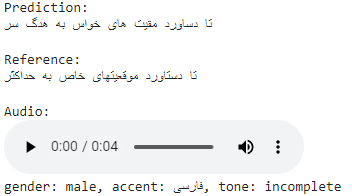 Prediction:
تا دساورد مقیت های خواس به هدگ سر
Reference:
تا دستاورد موقعیتهای خاص به حداکثر
Audio:
0:00 / 0:04
gender: male, accent: فارسی, tone: incomplete